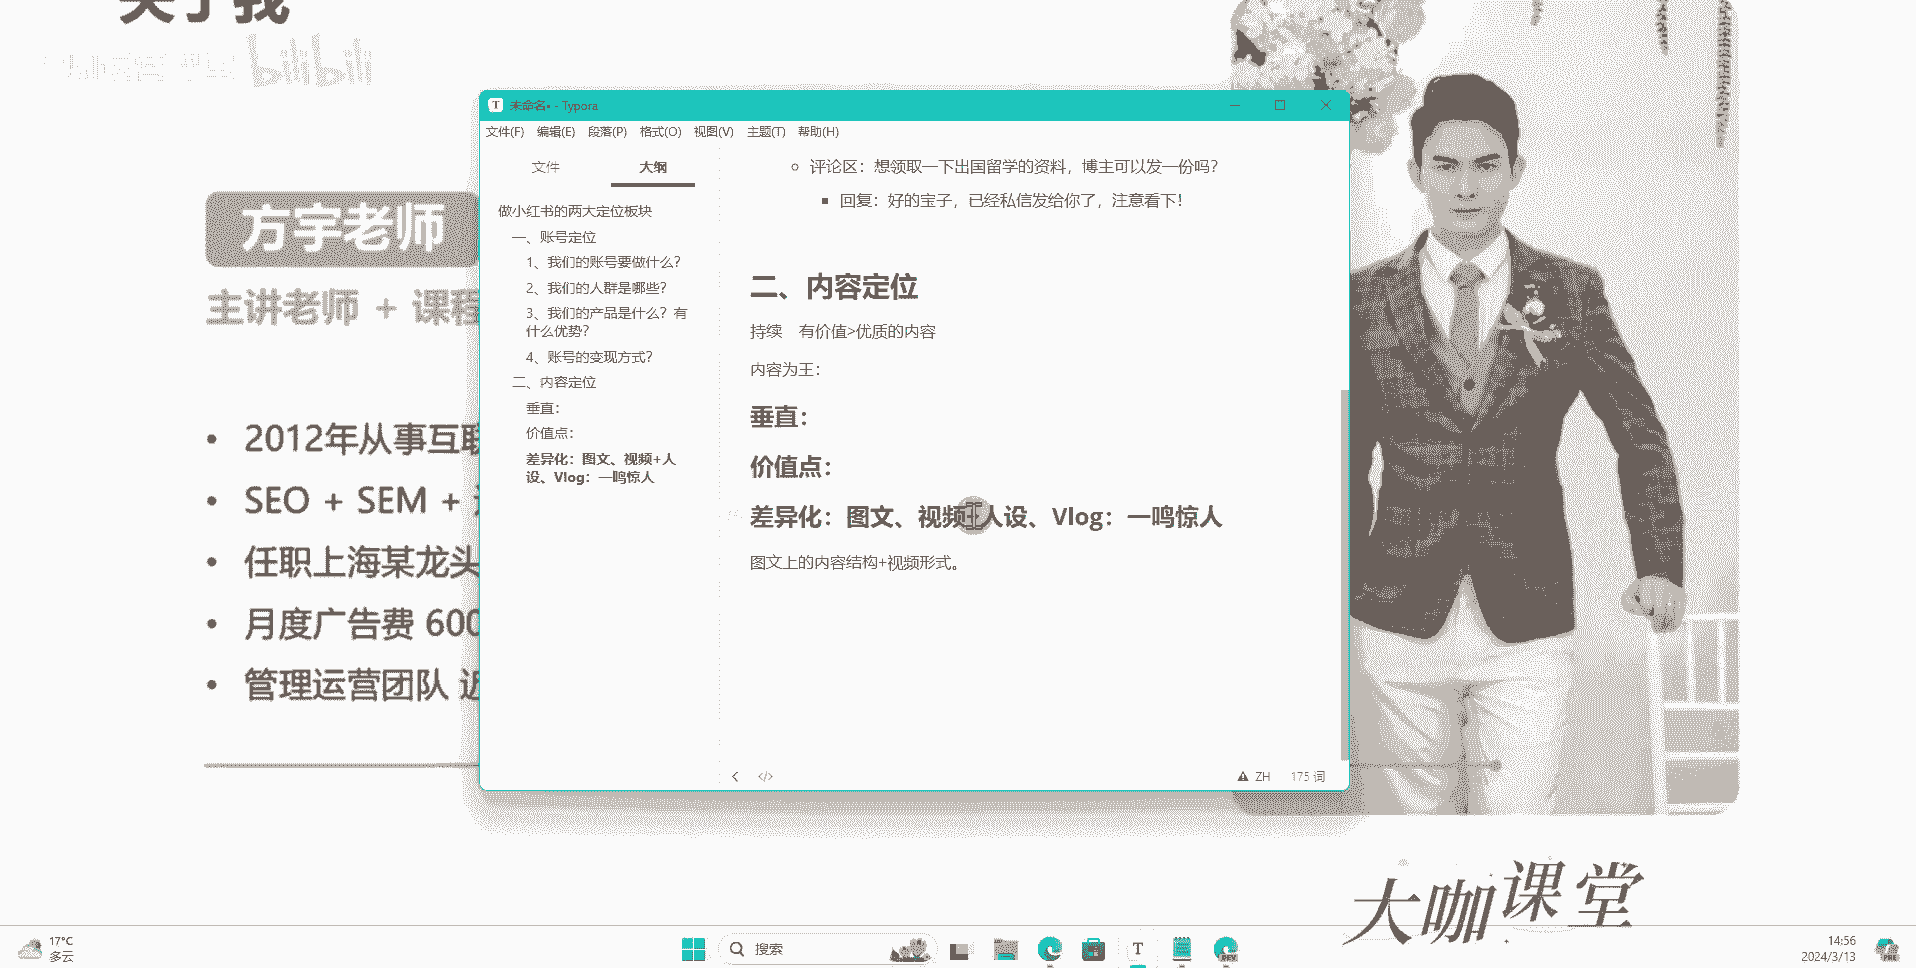 关于我
bilibili
方宇老师
主讲老师 + 课程
• 2012年从事互联
• SEO + SEM +
• 任职上海某龙头
• 月度广告费 600
• 管理运营团队 近
未命名• - Typora
文件(F) 编辑(E) 段落(P) 格式(O) 视图(V) 主题(T) 帮助(H)
文件 大纲
做小红书的两大定位板块
一、账号定位
1、我们的账号要做什么？
2、我们的人群是哪些？
3、我们的产品是什么？有
什么优势？
4、账号的变现方式？
二、内容定位
垂直：
价值点：
差异化：图文、视频+人
设、Vlog：一鸣惊人
评论区：想领取一下出国留学的资料，博主可以发一份吗？
回复：好的宝子，已经私信发给你了，注意看下！
二、内容定位
持续 有价值>优质的内容
内容为王：
垂直：
价值点：
差异化：图文、视频+人设、Vlog：一鸣惊人
图文上的内容结构+视频形式。
</> ZH 175 词
大咖课堂
17°C
多云
搜索
14:56
2024/3/13